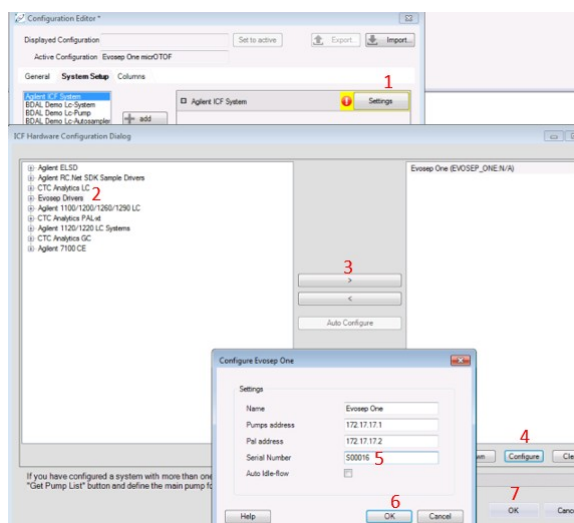 Configuration Editor *
Displayed Configuration
Set to active
Export
Import...
Active Configuration Evosep One micrOTOF
General System Setup Columns
1
Agilent ICF System
BDAL Demo Lc-System
BDAL Demo Lc-Pump
BDAL Demo Lc-Autosampler
add
Agilent ICF System
Settings
ICF Hardware Configuration Dialog
Agilent ELSD
Agilent RC.Net SDK Sample Drivers
CTC Analytics LC
Evosep Drivers 2
Agilent 1100/1200/1260/1290 LC
CTC Analytics PAL-xt
Agilent 1120/1220 LC Systems
CTC Analytics GC
Agilent 7100 CE
Evosep One (EVOSEP_ONE:N/A)
3
>
<
Auto Configure
Configure Evosep One
Settings
Name Evosep One
Pumps address 172.17.17.1
Pal address 172.17.17.2
Serial Number S00016 5
Auto Idle-flow
6
Help OK Cancel
4
Configure Cle
If you have configured a system with more than one
"Get Pump List" button and define the main pump fo
7
OK Cance